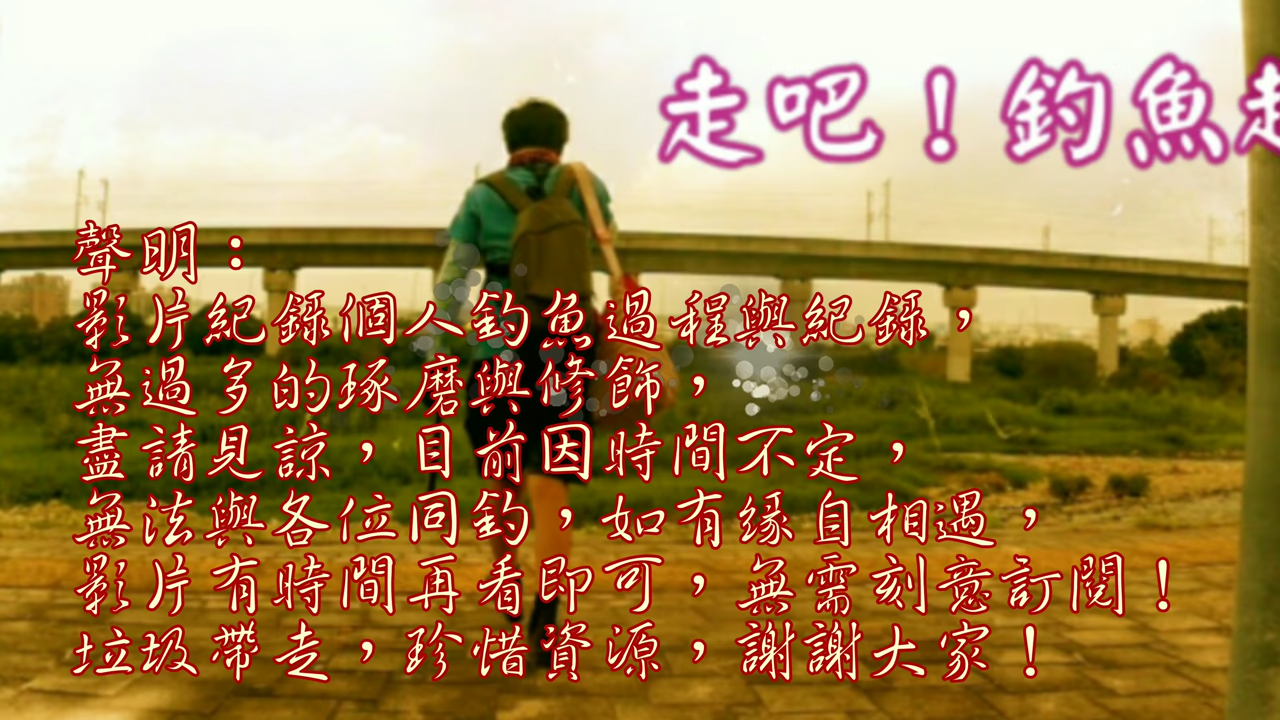 走吧！釣魚
聲明：
影片紀錄個人釣魚過程與紀錄，
無過多的琢磨與修飾，
盡請見諒，目前因時間不定，
無法與各位同釣，如有緣自相遇，
影片有時間再看即可，無需刻意訂閱！
垃圾帶走，珍惜資源，謝謝大家！